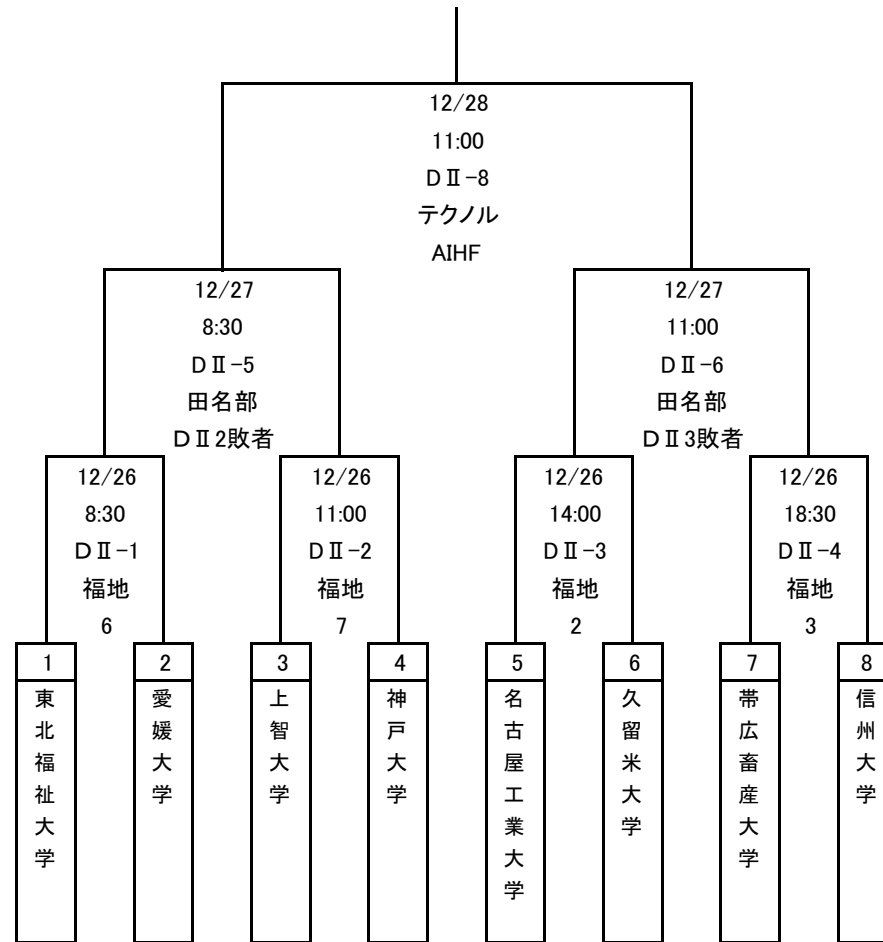 12/28
11:00
DⅡ-8
テクノル
AIHF
12/27
8:30
DⅡ-5
田名部
DⅡ2敗者
12/27
11:00
DⅡ-6
田名部
DⅡ3敗者
12/26
8:30
DⅡ-1
福地
6
12/26
11:00
DⅡ-2
福地
7
12/26
14:00
DⅡ-3
福地
2
12/26
18:30
DⅡ-4
福地
3
1
東北福祉大学
2
愛媛大学
3
上智大学
4
神戸大学
5
名古屋工業大学
6
久留米大学
7
帯広畜産大学
8
信州大学